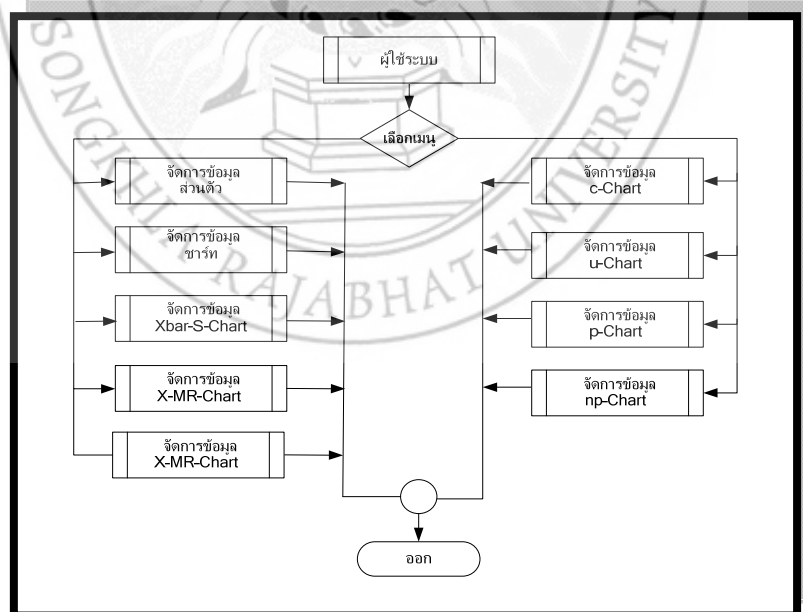 ผู้ใช้ระบบ
เลือกเมนู
จัดการข้อมูล
ส่วนตัว
จัดการข้อมูล
ชาร์ท
จัดการข้อมูล
Xbar-S-Chart
จัดการข้อมูล
X-MR-Chart
จัดการข้อมูล
X-MR-Chart
จัดการข้อมูล
c-Chart
จัดการข้อมูล
u-Chart
จัดการข้อมูล
p-Chart
จัดการข้อมูล
np-Chart
ออก
SONGKHLA RAJABHAT UNIVERSITY